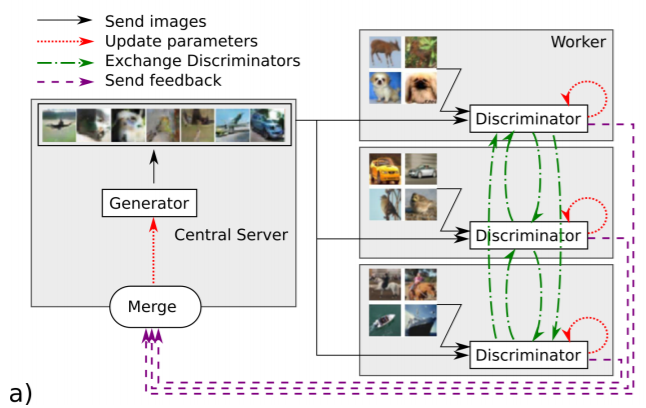 Send images
Update parameters
Exchange Discriminators
Send feedback
Worker
Discriminator
Generator
Central Server
Discriminator
Merge
Discriminator
a)